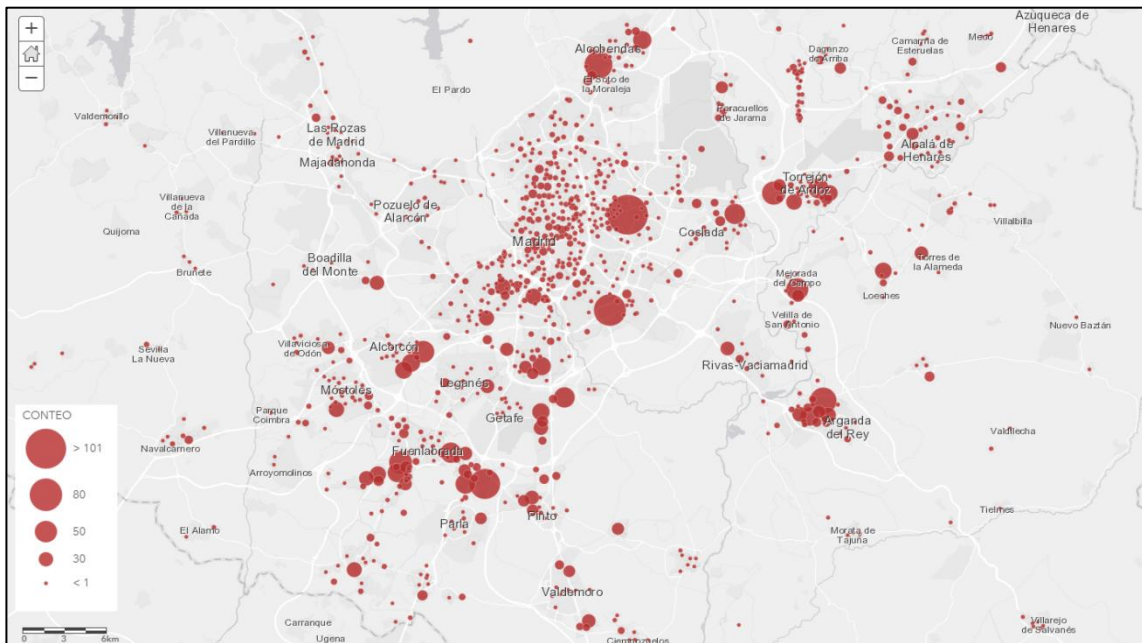 Azuqueca de
Henares
+
−
Alcobendas
Daganzo
de Arriba
Camarma de
Esteruelas
Meco
El Soto de
la Moraleja
El Pardo
Valdemorillo
Villanueva
del Pardillo
Las Rozas
de Madrid
Majadahonda
Paracuellos
de Jarama
Alcalá de
Henares
Torrejón
de Ardoz
Villanueva
de la
Cañada
Pozuelo de
Alarcón
Quijorna
Madrid
Coslada
Villalbilla
Brunete
Boadilla
del Monte
Mejorada
del Campo
Torres de
la Alameda
Loeches
Velilla de
San Antonio
Nuevo Baztán
Sevilla
La Nueva
Villaviciosa
de Odón
Alcorcón
Rivas-Vaciamadrid
Móstoles
Leganés
Getafe
CONTEO
> 101
80
50
30
< 1
Parque
Coimbra
Arganda
del Rey
Valdilecha
Navalcarnero
Arroyomolinos
Fuenlabrada
El Álamo
Parla
Pinto
Morata de
Tajuña
Tielmes
Valdemoro
Carranque
Ugena
Ciempozuelos
Villarejo
de Salvanés
0 3 6km